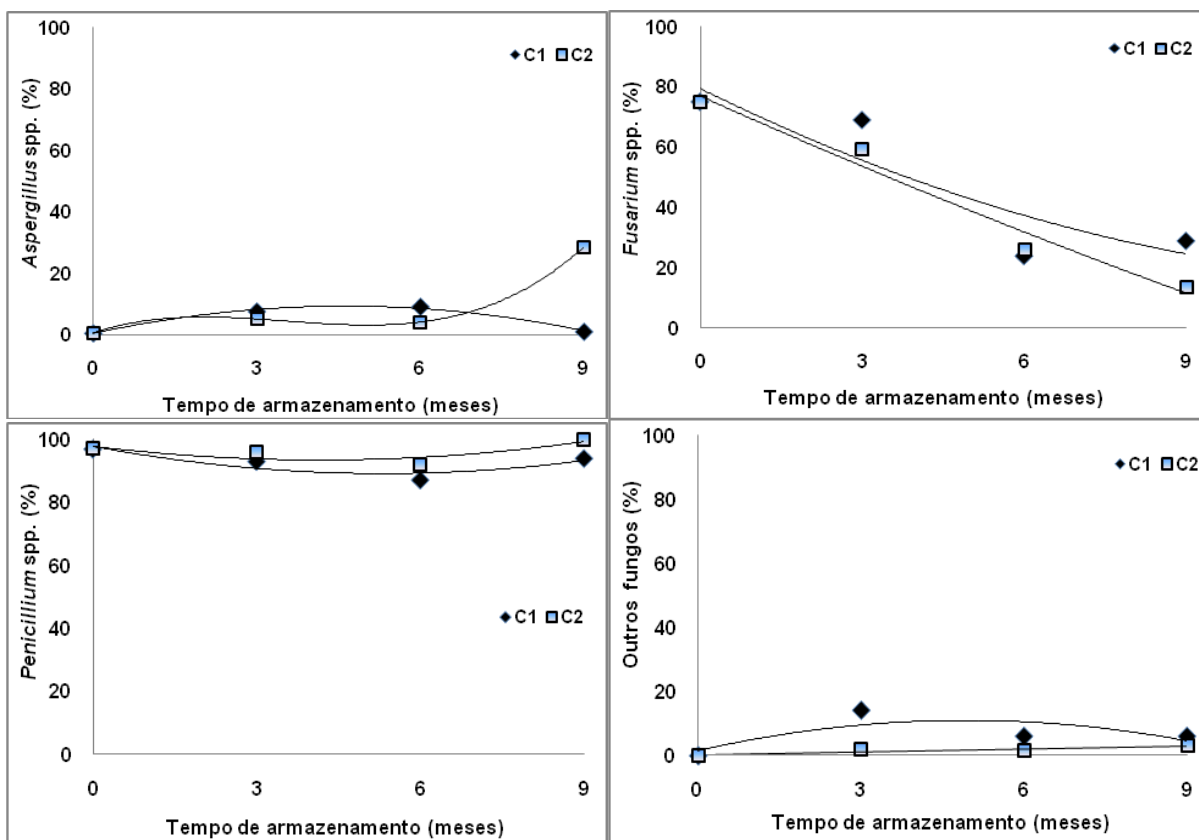 100
80
60
40
20
0
Aspergillus spp. (%)
C1 C2
0 3 6 9
Tempo de armazenamento (meses)
100
80
60
40
20
0
Fusarium spp. (%)
C1 C2
0 3 6 9
Tempo de armazenamento (meses)
100
80
60
40
20
0
Penicillium spp. (%)
C1 C2
0 3 6 9
Tempo de armazenamento (meses)
100
80
60
40
20
0
Outros fungos (%)
C1 C2
0 3 6 9
Tempo de armazenamento (meses)